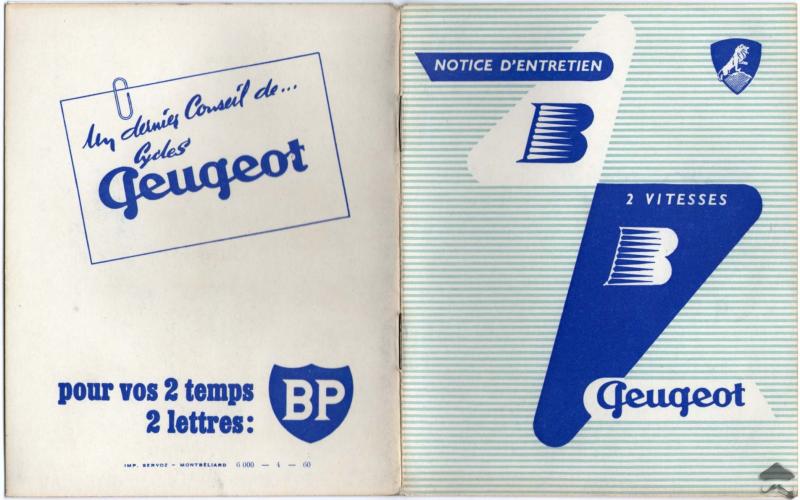 Un dernier Conseil de...
Cycles
Peugeot
pour vos 2 temps
2 lettres:
BP
IMP. SERVOZ – MONTBÉLIARD 6 000 — 4 — 60
NOTICE D'ENTRETIEN
B
2 VITESSES
B
Peugeot